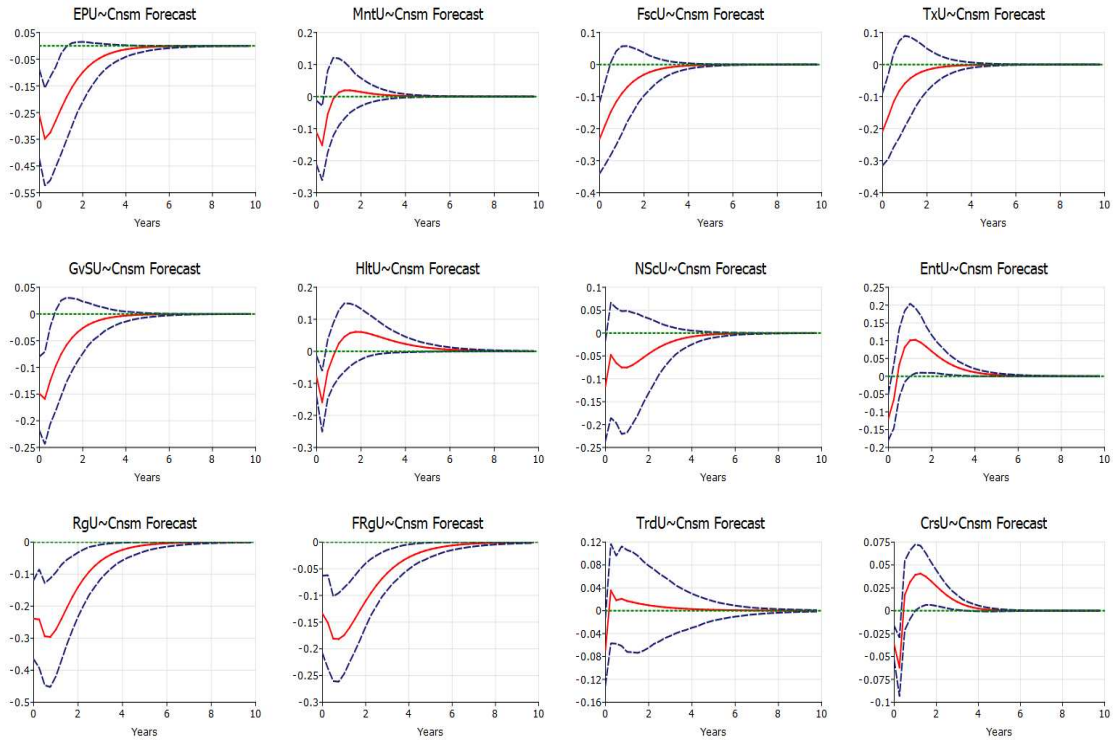 EPU~Cnsm Forecast
0.05
-0.05
-0.15
-0.25
-0.35
-0.45
-0.55
0 2 4 6 8 10
Years
MntU~Cnsm Forecast
0.2
0.1
0
-0.1
-0.2
-0.3
0 2 4 6 8 10
Years
FscU~Cnsm Forecast
0.1
0
-0.1
-0.2
-0.3
-0.4
0 2 4 6 8 10
Years
TxU~Cnsm Forecast
0.1
0
-0.1
-0.2
-0.3
-0.4
0 2 4 6 8 10
Years
GvSU~Cnsm Forecast
0.05
0
-0.05
-0.1
-0.15
-0.2
-0.25
0 2 4 6 8 10
Years
HltU~Cnsm Forecast
0.2
0.1
0
-0.1
-0.2
-0.3
0 2 4 6 8 10
Years
NScU~Cnsm Forecast
0.1
0.05
0
-0.05
-0.1
-0.15
-0.2
-0.25
0 2 4 6 8 10
Years
EntU~Cnsm Forecast
0.25
0.2
0.15
0.1
0.05
0
-0.05
-0.1
-0.15
-0.2
0 2 4 6 8 10
Years
RgU~Cnsm Forecast
0
-0.1
-0.2
-0.3
-0.4
-0.5
0 2 4 6 8 10
Years
FRgU~Cnsm Forecast
0
-0.05
-0.1
-0.15
-0.2
-0.25
-0.3
0 2 4 6 8 10
Years
TrdU~Cnsm Forecast
0.12
0.08
0.04
0
-0.04
-0.08
-0.12
-0.16
0 2 4 6 8 10
Years
CrsU~Cnsm Forecast
0.075
0.05
0.025
0
-0.025
-0.05
-0.075
-0.1
0 2 4 6 8 10
Years